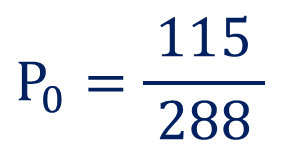 P₀ = 115/288